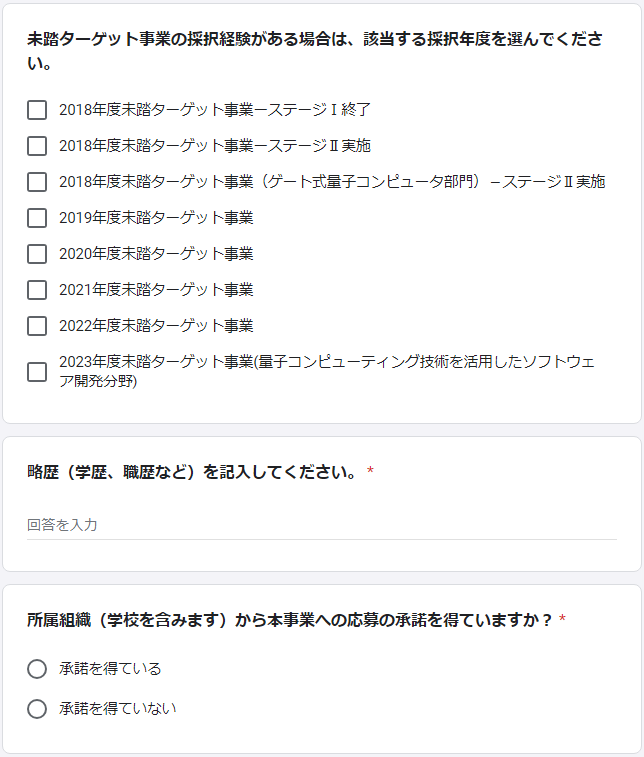 未踏ターゲット事業の採択経験がある場合は、該当する採択年度を選んでくださ
い。
2018年度未踏ターゲット事業ーステージⅠ終了
2018年度未踏ターゲット事業ーステージⅡ実施
2018年度未踏ターゲット事業（ゲート式量子コンピュータ部門）－ステージⅡ実施
2019年度未踏ターゲット事業
2020年度未踏ターゲット事業
2021年度未踏ターゲット事業
2022年度未踏ターゲット事業
2023年度未踏ターゲット事業(量子コンピューティング技術を活用したソフトウェ
ア開発分野)
略歴（学歴、職歴など）を記入してください。 *
回答を入力
所属組織（学校を含みます）から本事業への応募の承諾を得ていますか？ *
承諾を得ている
承諾を得ていない